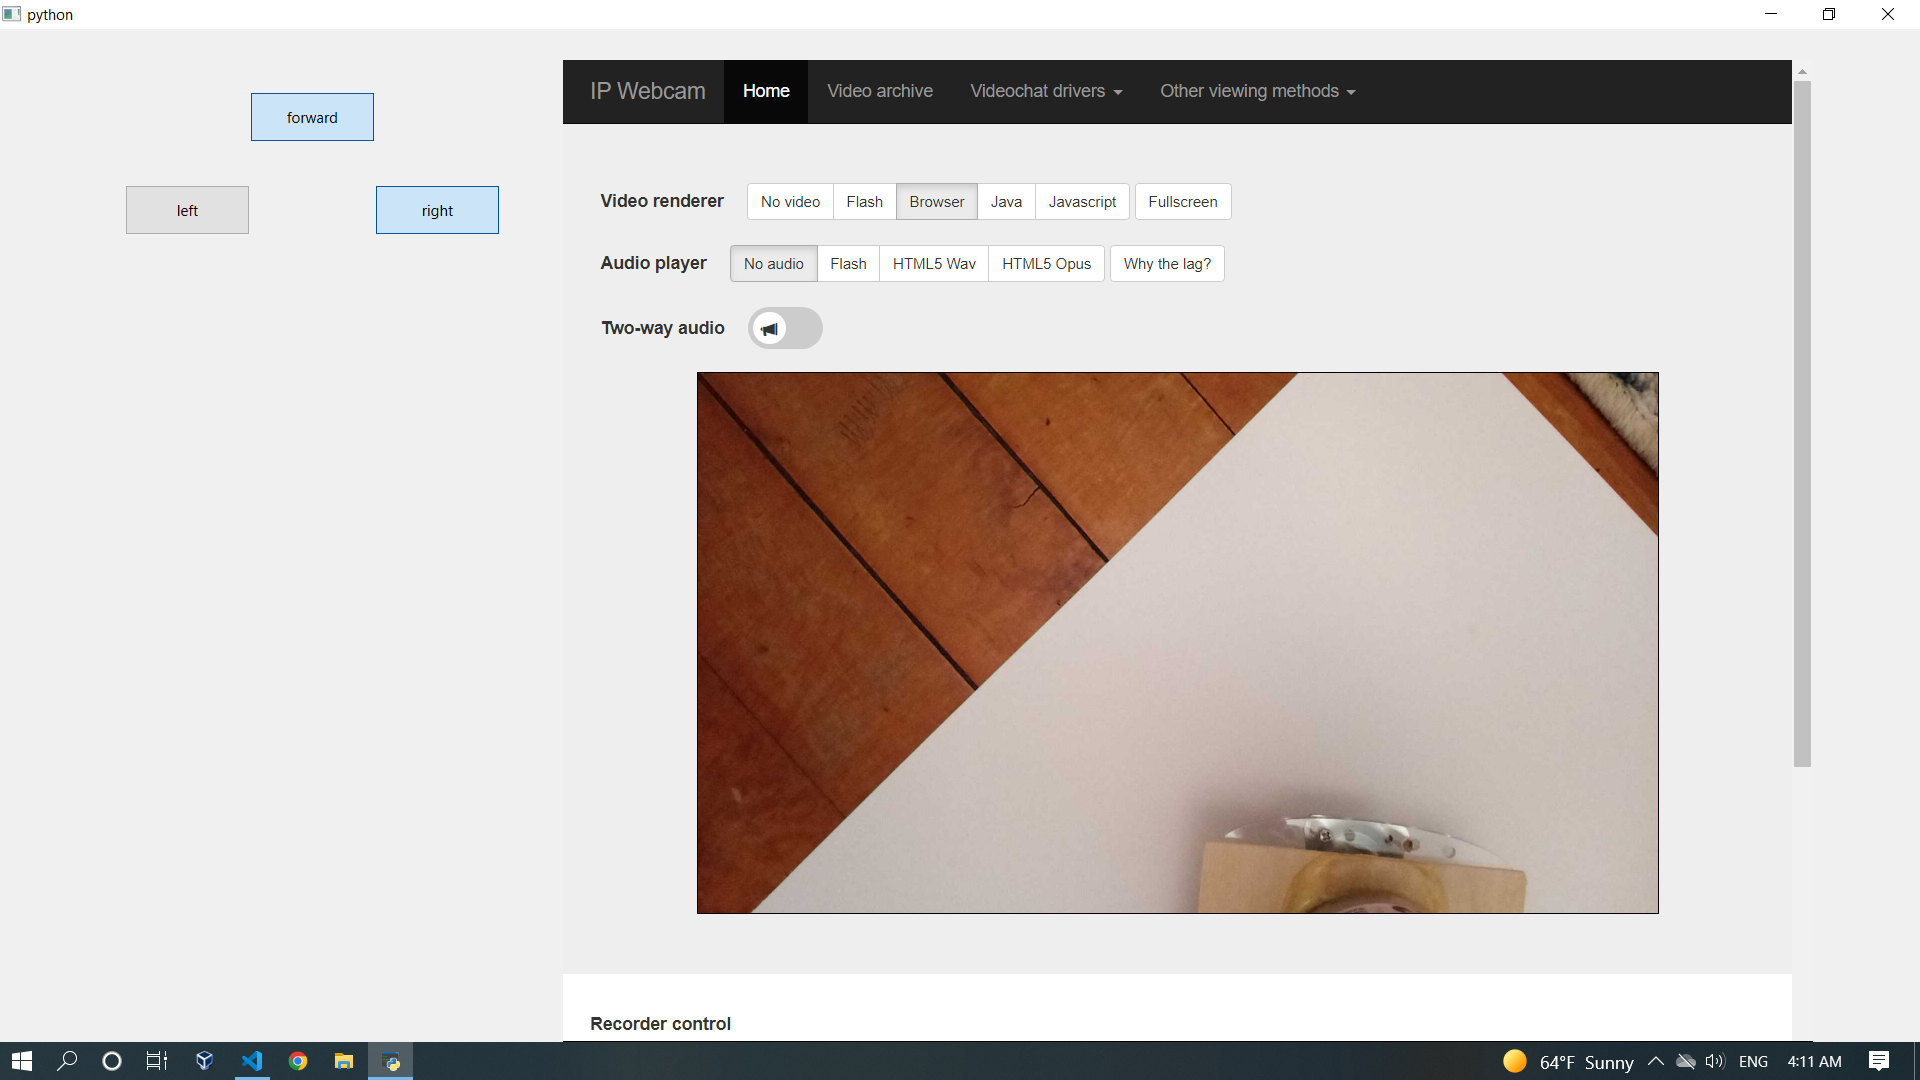 python
forward
left
right
IP Webcam Home Video archive Videochat drivers Other viewing methods
Video renderer No video Flash Browser Java Javascript Fullscreen
Audio player No audio Flash HTML5 Wav HTML5 Opus Why the lag?
Two-way audio
Recorder control
64°F Sunny ENG 4:11 AM